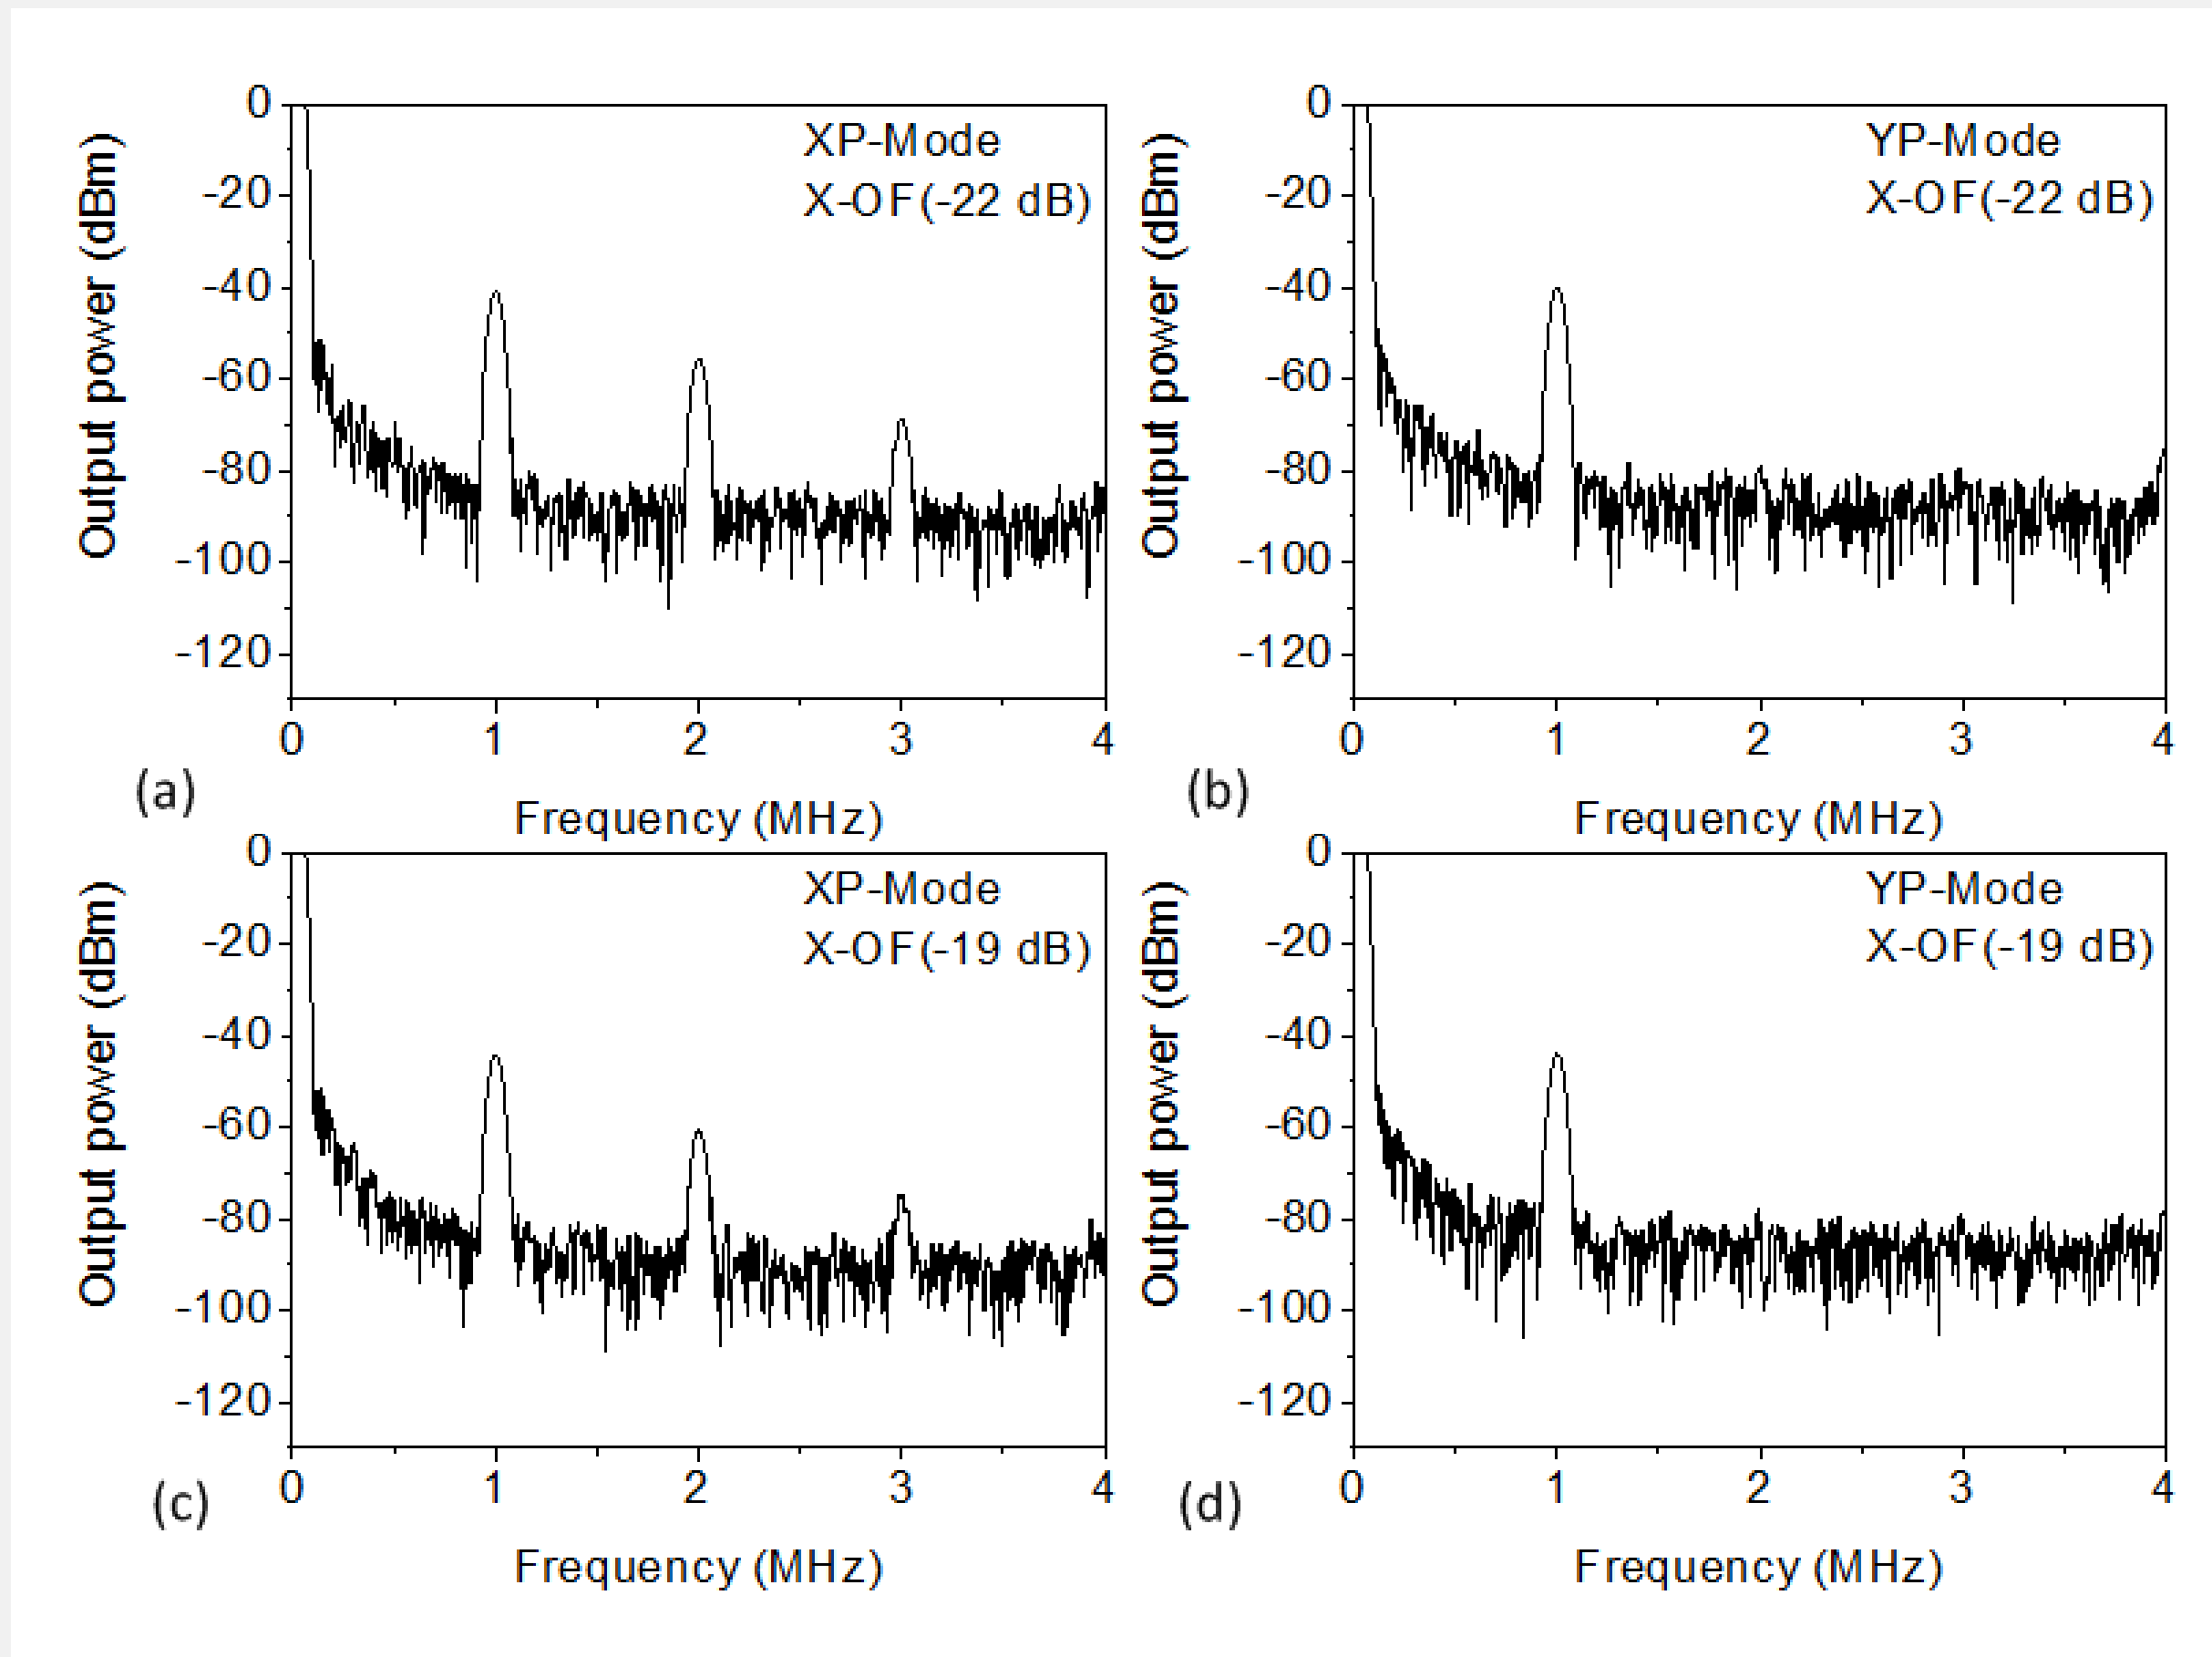 0
-20
-40
-60
-80
-100
-120
Output power (dBm)
XP-Mode
X-OF(-22 dB)
0 1 2 3 4
(a)
Frequency (MHz)
0
-20
-40
-60
-80
-100
-120
Output power (dBm)
YP-Mode
X-OF(-22 dB)
0 1 2 3 4
(b)
Frequency (MHz)
0
-20
-40
-60
-80
-100
-120
Output power (dBm)
XP-Mode
X-OF(-19 dB)
0 1 2 3 4
(c)
Frequency (MHz)
0
-20
-40
-60
-80
-100
-120
Output power (dBm)
YP-Mode
X-OF(-19 dB)
0 1 2 3 4
(d)
Frequency (MHz)